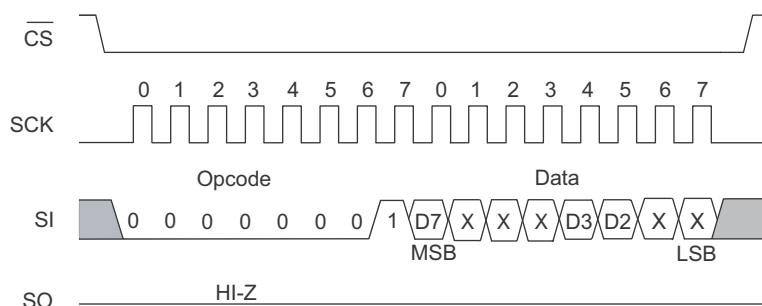 CS
0 1 2 3 4 5 6 7 0 1 2 3 4 5 6 7
SCK
Opcode Data
SI 0 0 0 0 0 0 0 1 D7 X X X D3 D2 X X
MSB LSB
HI-Z
SO